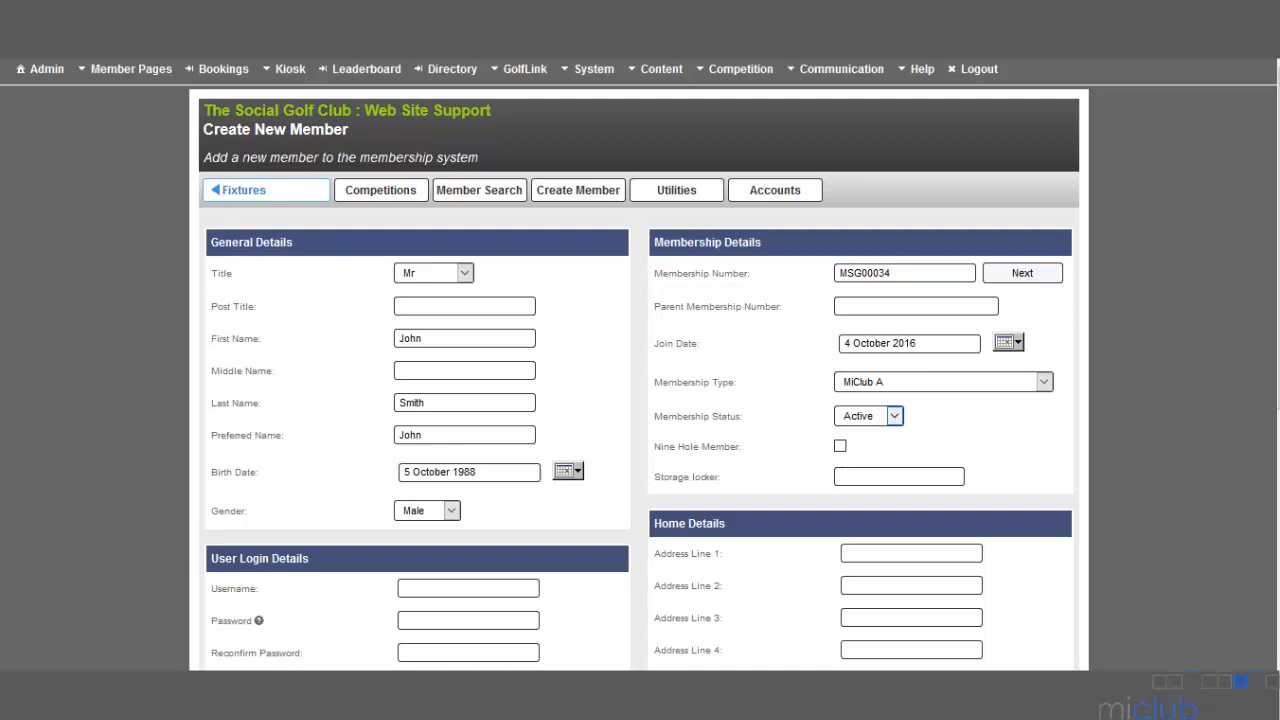 Admin Member Pages Bookings Kiosk Leaderboard Directory GolfLink System Content Competition Communication Help Logout
The Social Golf Club : Web Site Support
Create New Member
Add a new member to the membership system
Fixtures Competitions Member Search Create Member Utilities Accounts
General Details
Title Mr
Post Title:
First Name: John
Middle Name:
Last Name: Smith
Preferred Name: John
Birth Date: 5 October 1988
Gender: Male
User Login Details
Username:
Password
Reconfirm Password:
Membership Details
Membership Number: MSG00034 Next
Parent Membership Number:
Join Date: 4 October 2016
Membership Type: MiClub A
Membership Status: Active
Nine Hole Member:
Storage locker:
Home Details
Address Line 1:
Address Line 2:
Address Line 3:
Address Line 4:
miclub